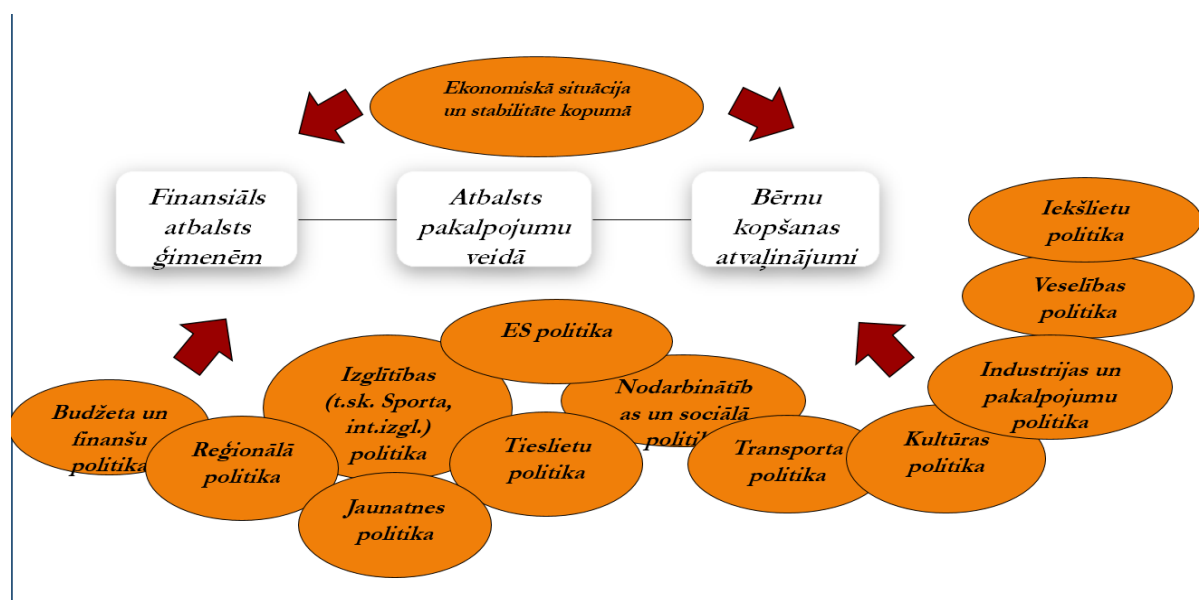 Ekonomiskā situācija
un stabilitāte kopumā
Finansiāls
atbalsts
ģimenēm
Atbalsts
pakalpojumu
veidā
Bērnu
kopšanas
atvaļinājumi
Iekšlietu
politika
Veselības
politika
ES politika
Izglītības
(t.sk. Sporta,
int.izgl.)
politika
Nodarbinātīb
as un sociālā
politika
Industrijas un
pakalpojumu
politika
Budžeta un
finanšu
politika
Reģionālā
politika
Tieslietu
politika
Transporta
politika
Kultūras
politika
Jaunatnes
politika